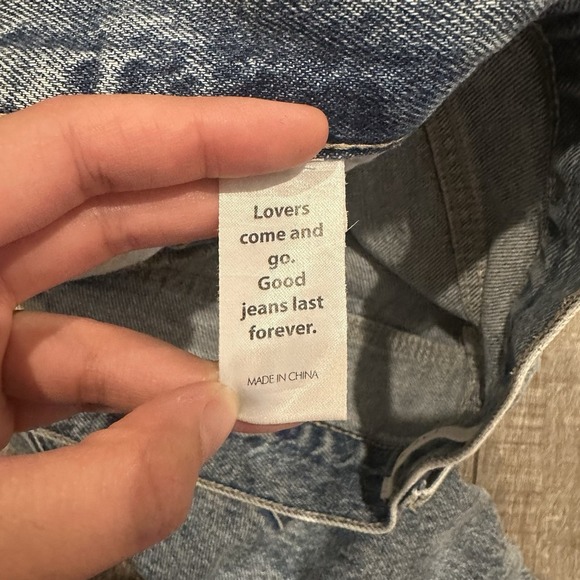 Lovers
come and
go.
Good
jeans last
forever.
MADE IN CHINA